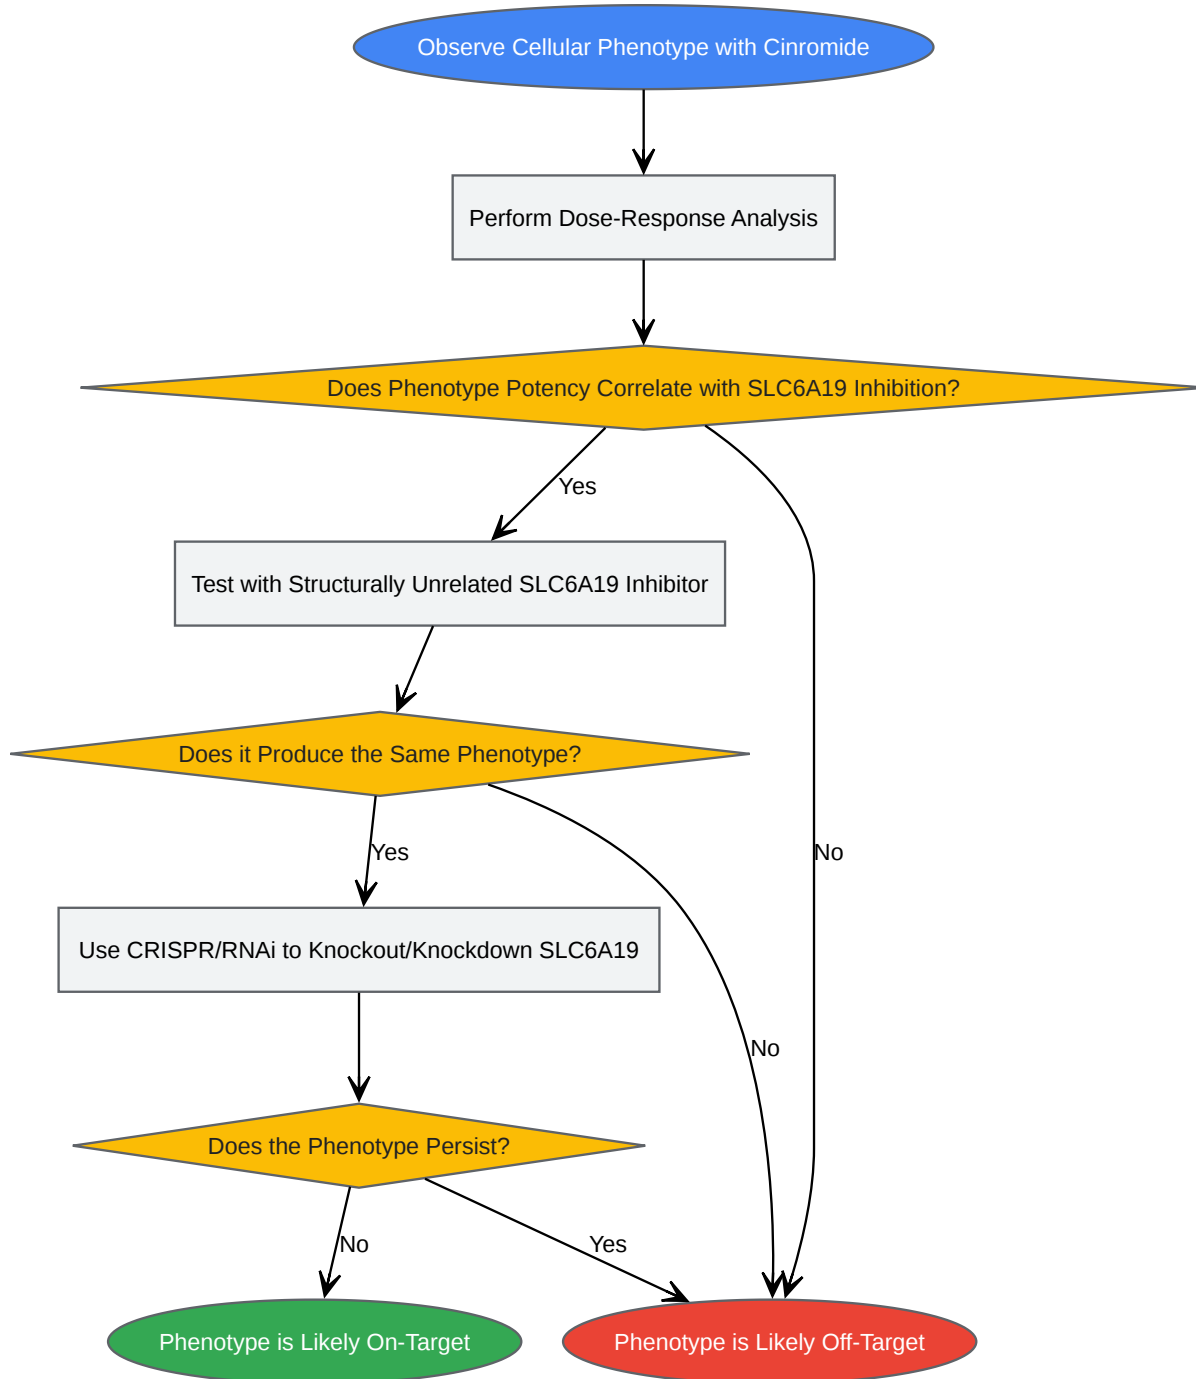 Observe Cellular Phenotype with Cinromide
Perform Dose-Response Analysis
Does Phenotype Potency Correlate with SLC6A19 Inhibition?
Yes
Test with Structurally Unrelated SLC6A19 Inhibitor
Does it Produce the Same Phenotype?
Yes
No
Use CRISPR/RNAi to Knockout/Knockdown SLC6A19
No
Does the Phenotype Persist?
No
Yes
Phenotype is Likely On-Target
Phenotype is Likely Off-Target